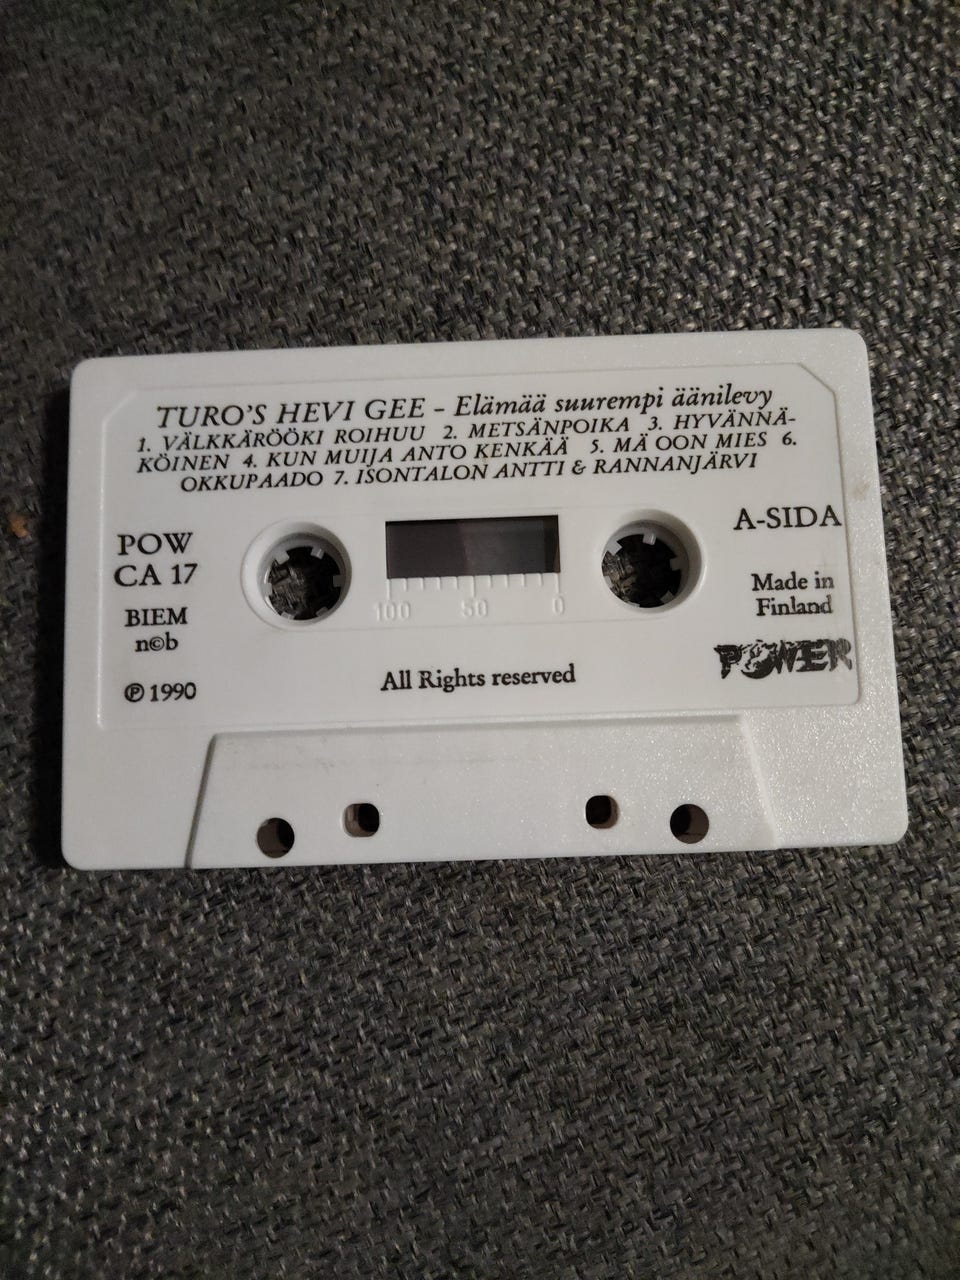 TURO'S HEVI GEE - Elämää suurempi äänilevy
1. VÄLKKÄRÖÖKI ROIHUU 2. METSÄNPOIKA 3. HYVÄNNÄ-
KÖINEN 4. KUN MUIJA ANTO KENKÄÄ 5. MÄ OON MIES 6.
OKKUPAADO 7. ISONTALON ANTTI & RANNANJÄRVI
POW
CA 17
BIEM
n©b
℗ 1990
100 50 0
All Rights reserved
A-SIDA
Made in
Finland
POWER